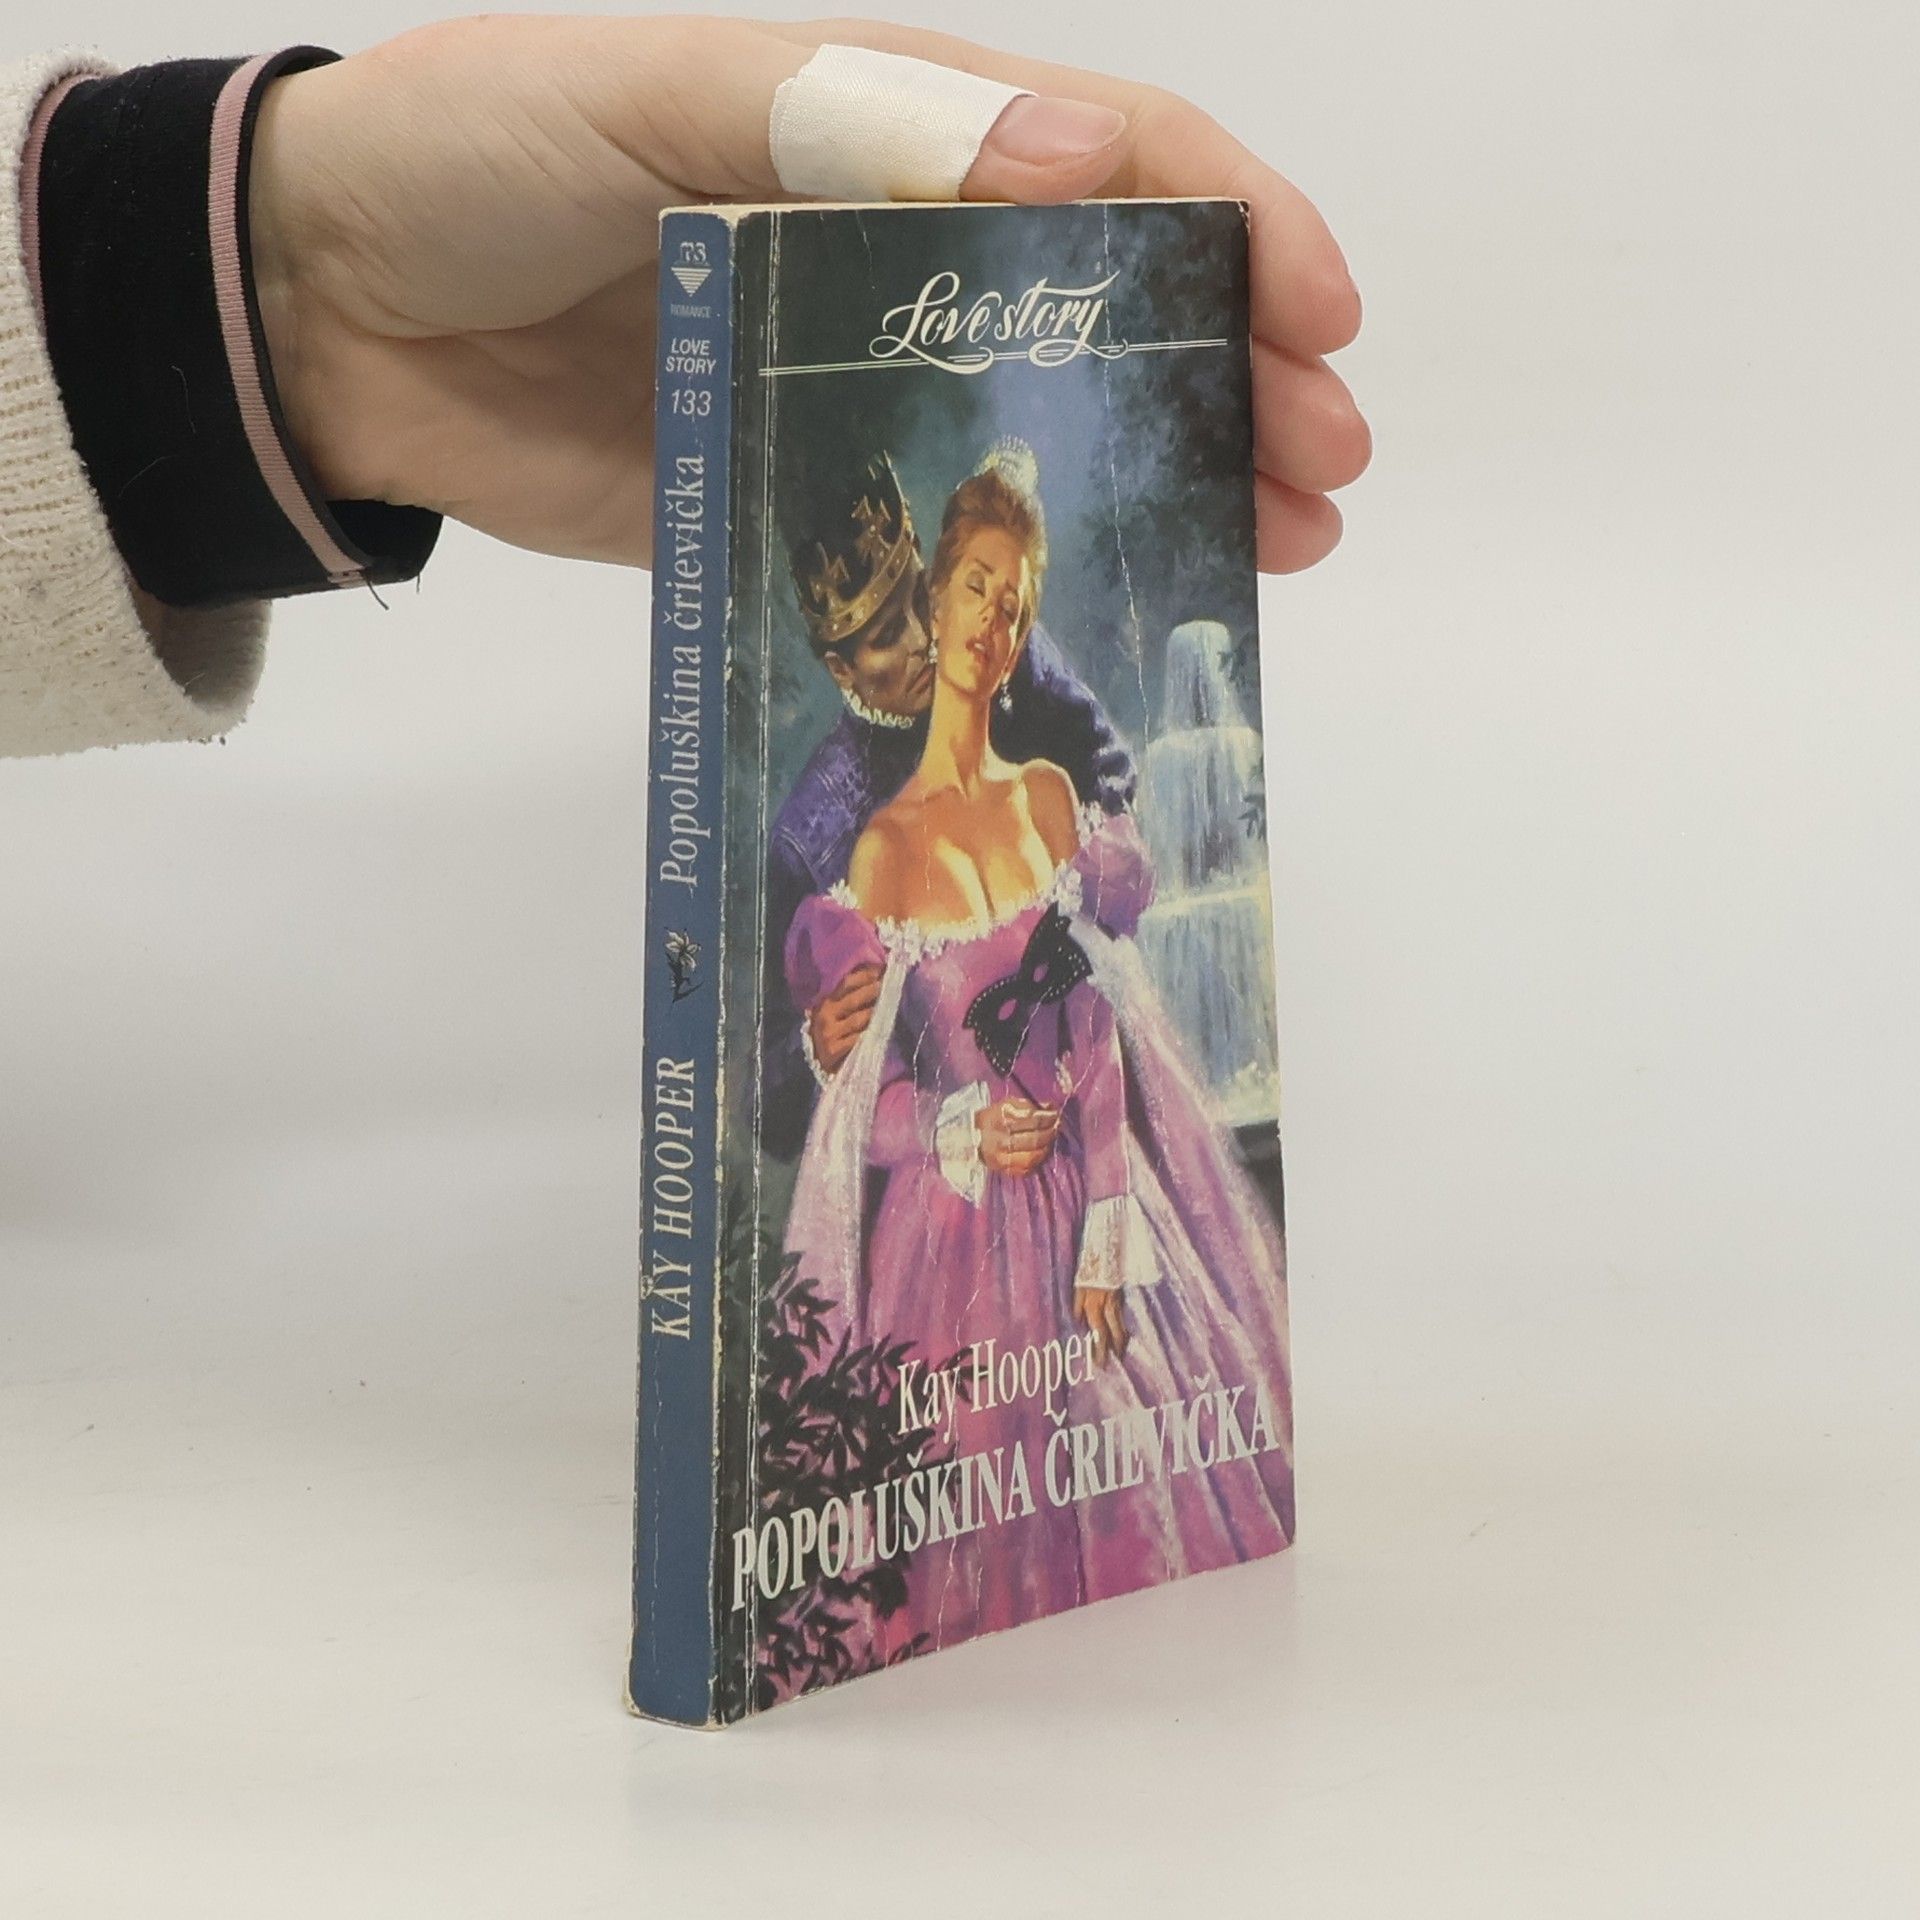 ROMANCE
LOVE
STORY
133
Popoluškina črievička
KAY HOOPER
Love story
Kay Hooper
POPOLUŠKINA ČRIEVIČKA